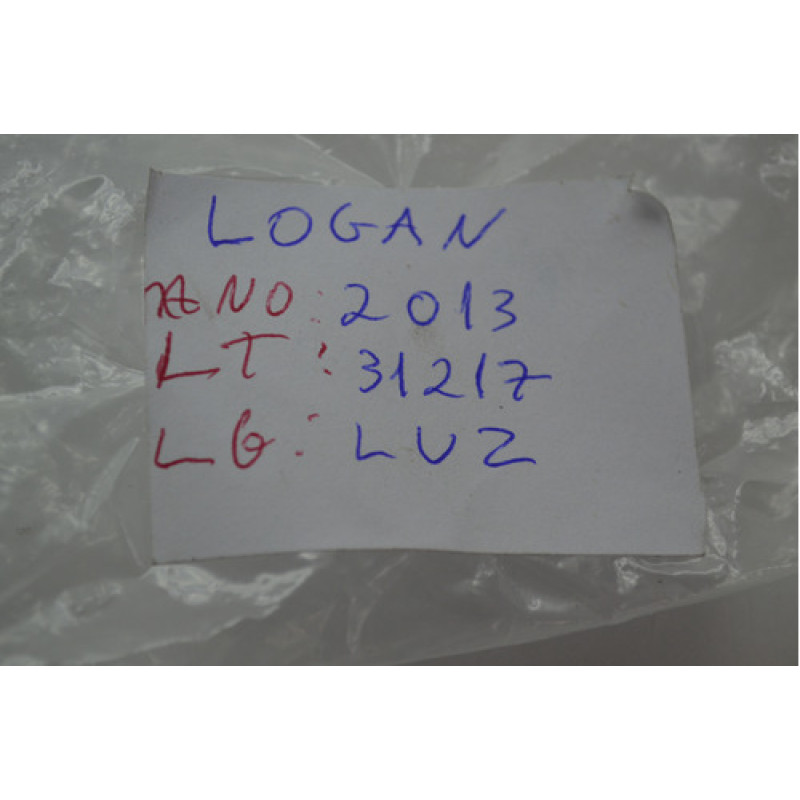 LOGAN
ANO: 2013
LT: 31217
LG: LUZ